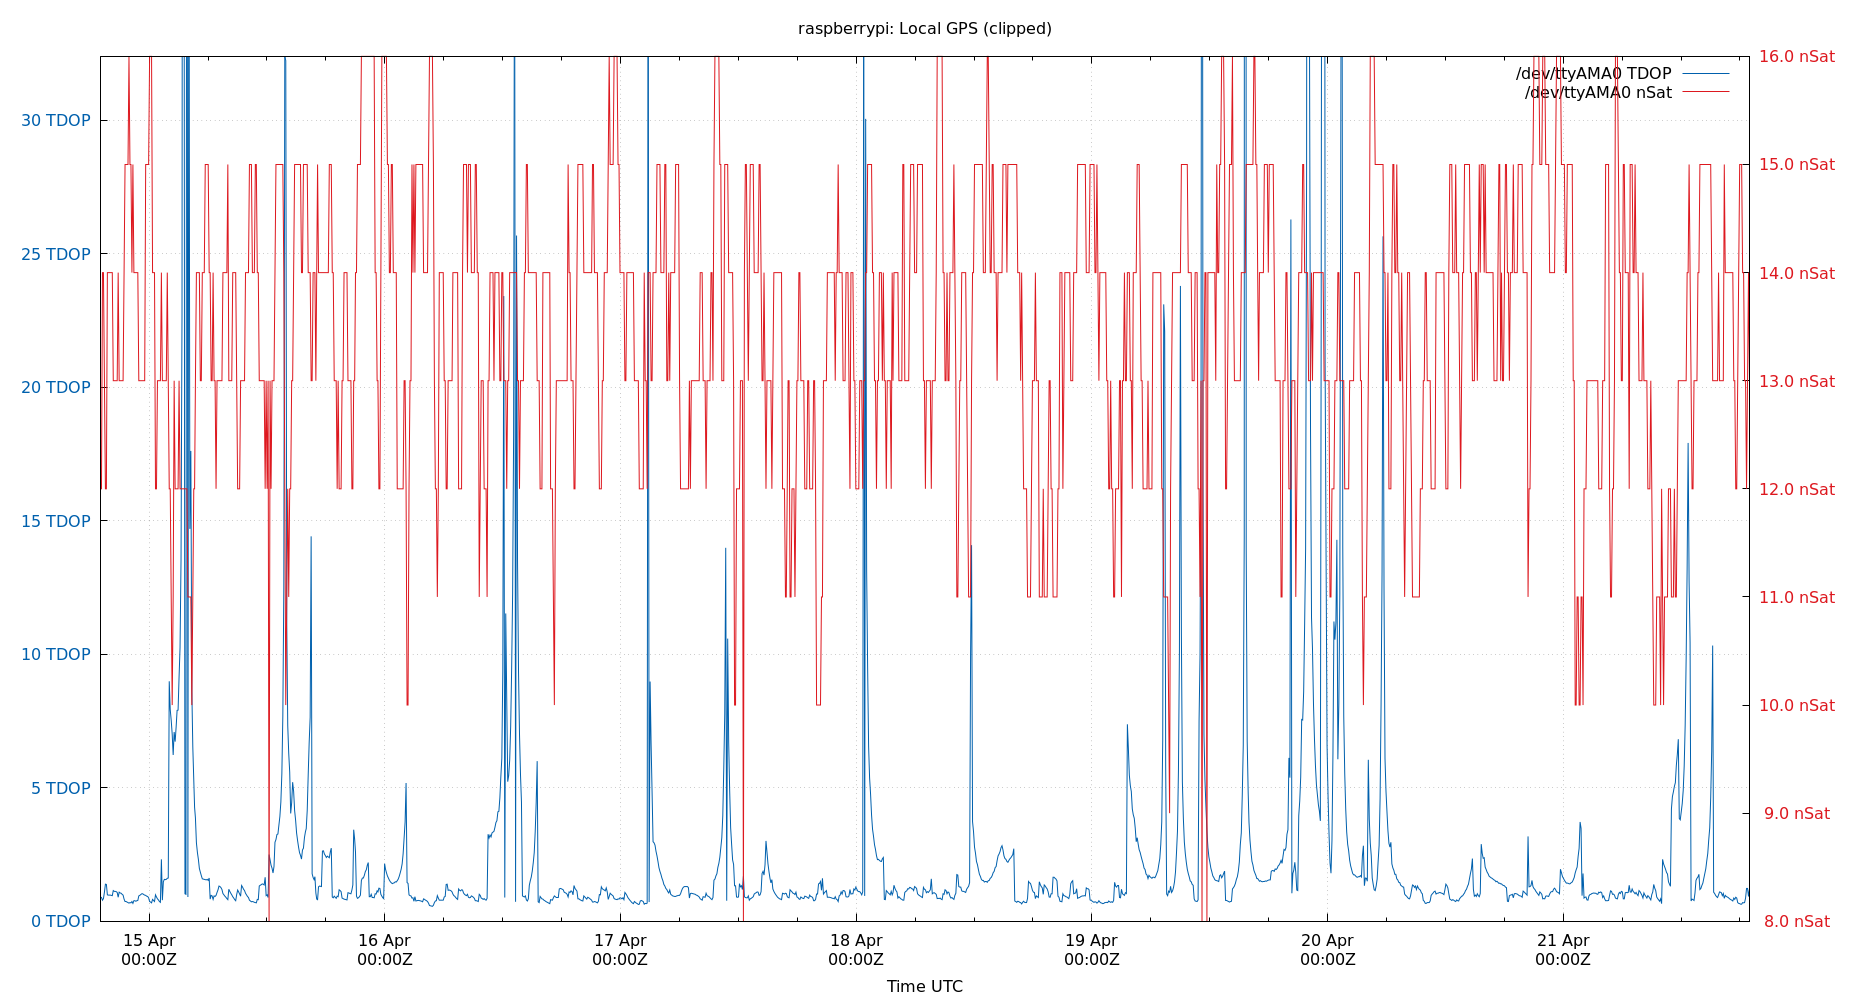 raspberrypi: Local GPS (clipped)
/dev/ttyAMA0 TDOP
/dev/ttyAMA0 nSat
30 TDOP
25 TDOP
20 TDOP
15 TDOP
10 TDOP
5 TDOP
0 TDOP
16.0 nSat
15.0 nSat
14.0 nSat
13.0 nSat
12.0 nSat
11.0 nSat
10.0 nSat
9.0 nSat
8.0 nSat
15 Apr 16 Apr 17 Apr 18 Apr 19 Apr 20 Apr 21 Apr
00:00Z 00:00Z 00:00Z 00:00Z 00:00Z 00:00Z 00:00Z
Time UTC